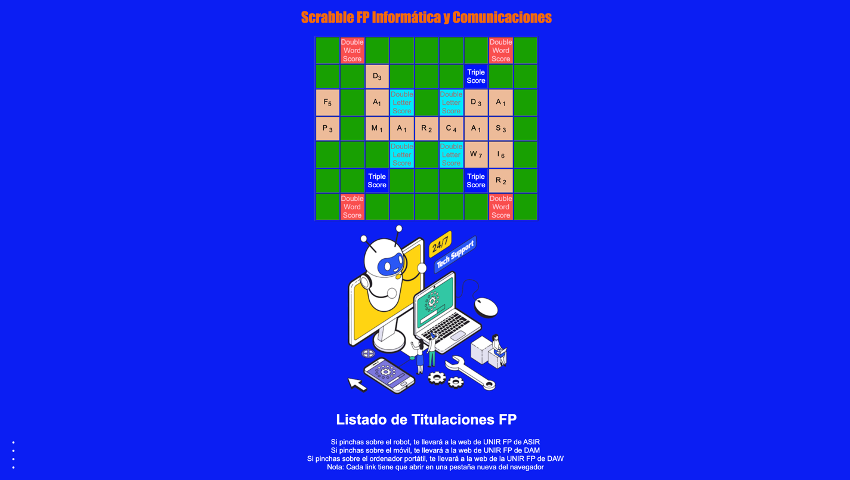 Scrabble FP Informática y Comunicaciones
Double Word Score Double Word Score
D3 Triple Score
F5 A1 Double Letter Score Double Letter Score D3 A1
P3 M1 A1 R2 C4 A1 S3
Double Letter Score Double Letter Score W7 I6
Triple Score Triple Score R2
Double Word Score Double Word Score
24/7
Tech Support
Listado de Titulaciones FP
Si pinchas sobre el robot, te llevará a la web de UNIR FP de ASIR
Si pinchas sobre el móvil, te llevará a la web de UNIR FP de DAM
Si pinchas sobre el ordenador portátil, te llevará a la web de la UNIR FP de DAW
Nota: Cada link tiene que abrir en una pestaña nueva del navegador